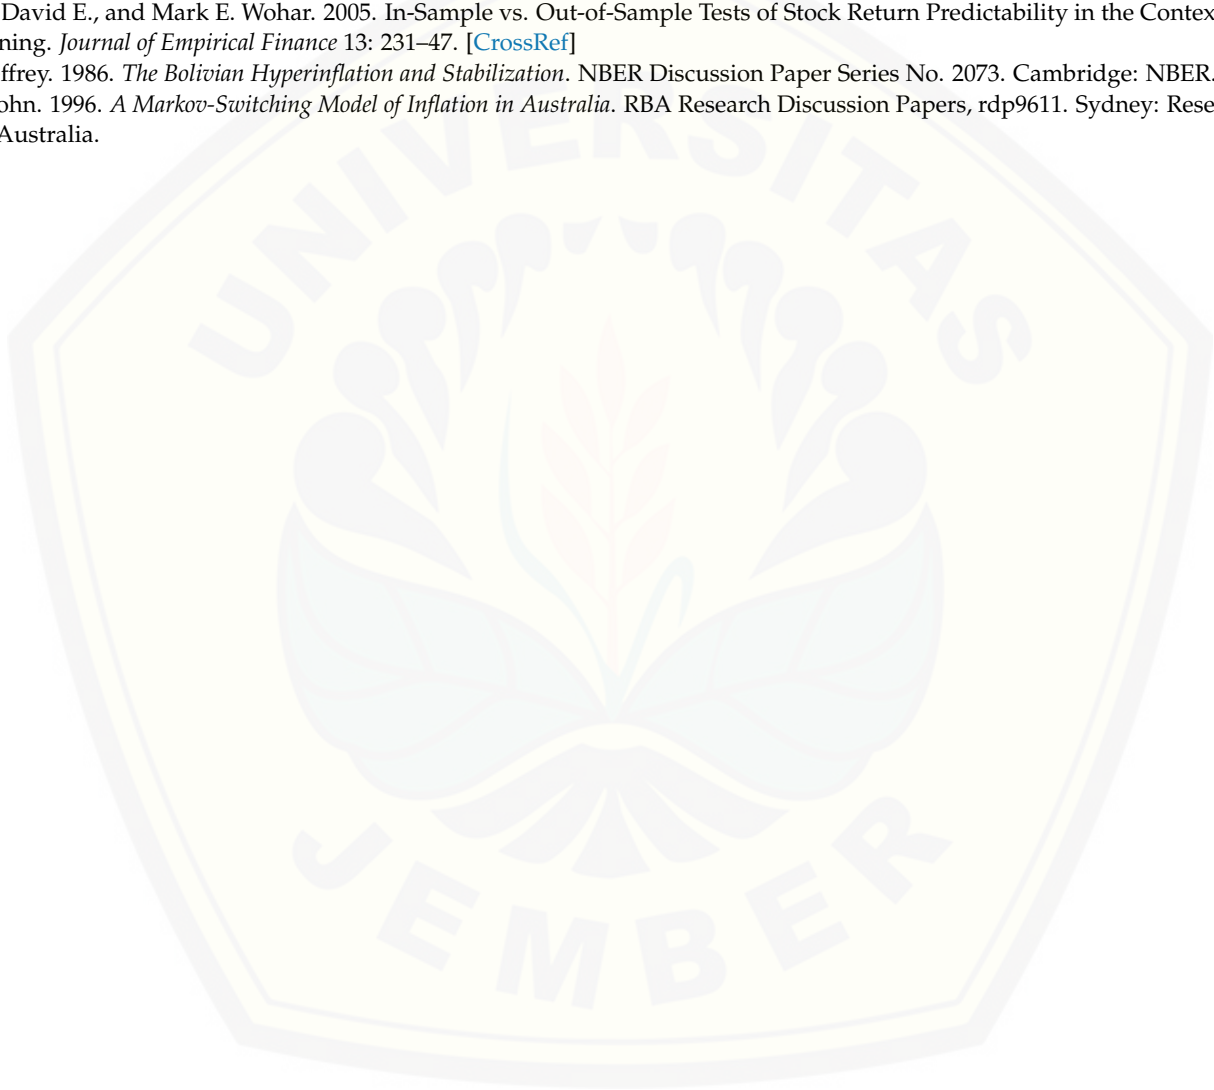 David E., and Mark E. Wohar. 2005. In-Sample vs. Out-of-Sample Tests of Stock Return Predictability in the Contex
ning. Journal of Empirical Finance 13: 231–47. [CrossRef]
ffrey. 1986. The Bolivian Hyperinflation and Stabilization. NBER Discussion Paper Series No. 2073. Cambridge: NBER.
ohn. 1996. A Markov-Switching Model of Inflation in Australia. RBA Research Discussion Papers, rdp9611. Sydney: Rese
Australia.
UNIVERSITAS
JEMBER